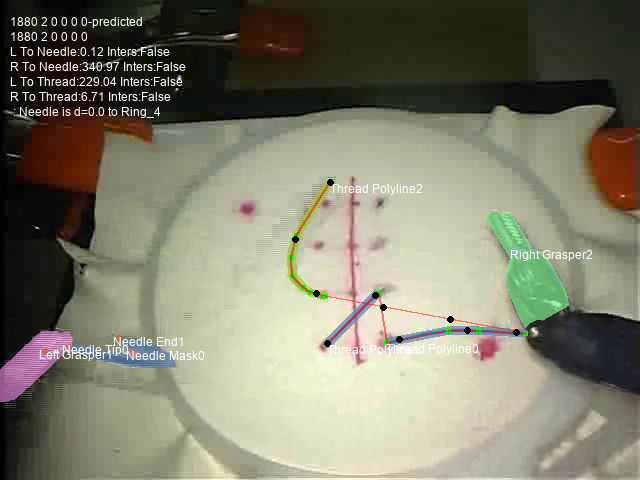 1880 2 0 0 0 0-predicted
1880 2 0 0 0 0
L To Needle:0.12 Inters:False
R To Needle:340.97 Inters:False
L To Thread:229.04 Inters:False
R To Thread:6.71 Inters:False
: Needle is d=0.0 to Ring_4
Thread Polyline2
Right Grasper2
Needle End1
Needle Tip0
Left Grasper1
Needle Mask0
Thread Polyline0